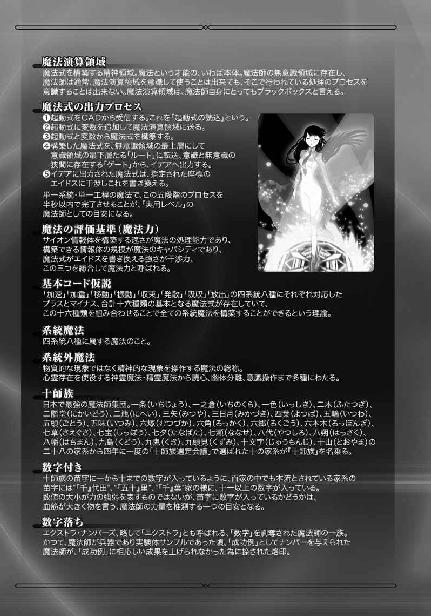 魔法演算領域
魔法式を構築する精神領域。魔法という才能の、いわば本体。魔法師の無意識領域に存在し、
魔法師は通常、魔法演算領域を意識して使うことは出来ても、そこで行われている処理のプロセスを
意識することは出来ない。魔法演算領域は、魔法師自身にとってもブラックボックスと言える。
魔法式の出力プロセス
❶起動式をCADから受信する。これを「起動式の読込」という。
❷起動式に変数を追加して魔法演算領域に送る。
❸起動式と変数から魔法式を構築する。
❹構築した魔法式を、無意識領域の最上層にして
意識領域の最下層たる「ルート」に転送、意識と無意識の
狭間に存在する「ゲート」から、イデアへ出力する。
❺イデアに出力された魔法式は、指定された座標の
エイドスに干渉しこれを書き換える。
単一系統・単一工程の魔法で、この五段階のプロセスを
半秒以内で完了させることが、「実用レベル」の
魔法師としての目安になる。
魔法の評価基準(魔法力)
サイオン情報体を構築する速さが魔法の処理能力であり、
構築できる情報体の規模が魔法のキャパシティであり、
魔法式がエイドスを書き換える強さが干渉力、
この三つを総合して魔法力と呼ばれる。
基本コード仮説
「加速」「加重」「移動」「振動」「収束」「発散」「吸収」「放出」の四系統八種にそれぞれ対応した
プラスとマイナス、合計十六種類の基本となる魔法式が存在していて、
この十六種類を組み合わせることで全ての系統魔法を構築することができるという理論。
系統魔法
四系統八種に属する魔法のこと。
系統外魔法
物質的な現象ではなく精神的な現象を操作する魔法の総称。
心霊存在を使役する神霊魔法・精霊魔法から読心、幽体分離、意識操作まで多種にわたる。
十師族
日本で最強の魔法師集団。一条(いちじょう)、一之倉(いちのくら)、一色(いっしき)、二木(ふたつぎ)、
二階堂(にかいどう)、二瓶(にへい)、三矢(みつや)、三日月(みかづき)、四葉(よつば)、五輪(いつわ)、
五頭(ごとう)、五味(いつみ)、六塚(むつづか)、六角(ろっかく)、六郷(ろくごう)、六本木(ろっぽんぎ)、
七草(さえぐさ)、七宝(しっぽう)、七夕(たなばた)、七瀬(ななせ)、八代(やつしろ)、八朔(はっさく)、
八幡(はちまん)、九島(くどう)、九鬼(くき)、九頭見(くずみ)、十文字(じゅうもんじ)、十山(とおやま)の
二十八の家系から四年に一度の「十師族選定会議」で選ばれた十の家系が『十師族』を名乗る。
数字付き
十師族の苗字に一から十までの数字が入っているように、百家の中でも本流とされている家系の
苗字には“『千』代田”、“『五十』里”、“『千』葉”家の様に、十一以上の数字が入っている。
数値の大小が力の強弱を表すものではないが、苗字に数字が入っているかどうかは、
血筋が大きく物を言う、魔法師の力量を推測する一つの目安となる。
数字落ち
エクストラ・ナンバーズ、略して「エクストラ」とも呼ばれる、「数字」を剥奪された魔法師の一族。
かつて、魔法師が兵器であり実験体サンプルであった頃、「成功例」としてナンバーを与えられた
魔法師が、「成功例」に相応しい成果を上げられなかった為に捺された烙印。